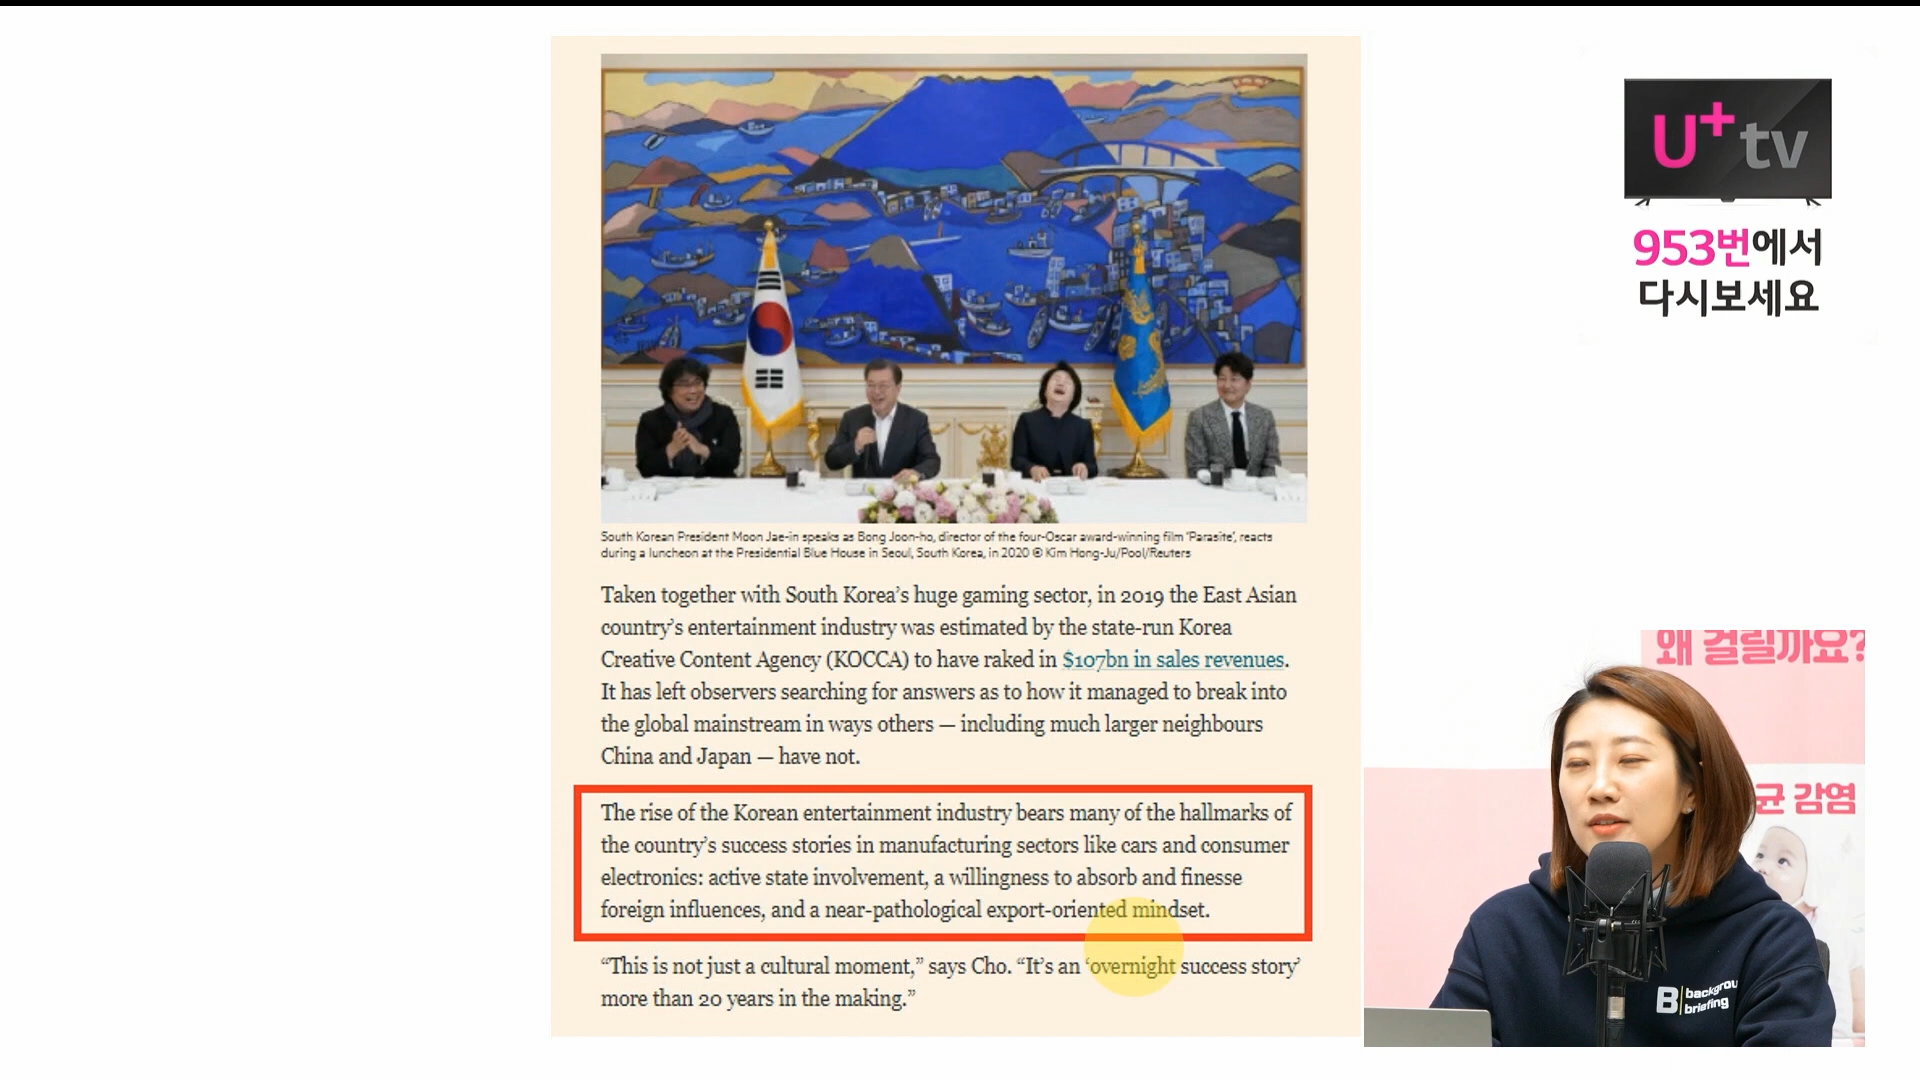 South Korean President Moon Jae-in speaks as Bong Joon-ho, director of the four-Oscar award-winning film 'Parasite', reacts
during a luncheon at the Presidential Blue House in Seoul, South Korea, in 2020 © Kim Hong-Ju/Pool/Reuters
Taken together with South Korea's huge gaming sector, in 2019 the East Asian
country's entertainment industry was estimated by the state-run Korea
Creative Content Agency (KOCCA) to have raked in $107bn in sales revenues.
It has left observers searching for answers as to how it managed to break into
the global mainstream in ways others — including much larger neighbours
China and Japan — have not.
The rise of the Korean entertainment industry bears many of the hallmarks of
the country's success stories in manufacturing sectors like cars and consumer
electronics: active state involvement, a willingness to absorb and finesse
foreign influences, and a near-pathological export-oriented mindset.
“This is not just a cultural moment,” says Cho. “It's an ‘overnight success story’
more than 20 years in the making.”
U+tv
953번에서
다시보세요
왜 걸릴까요?
균 감염
B backgrou
briefing